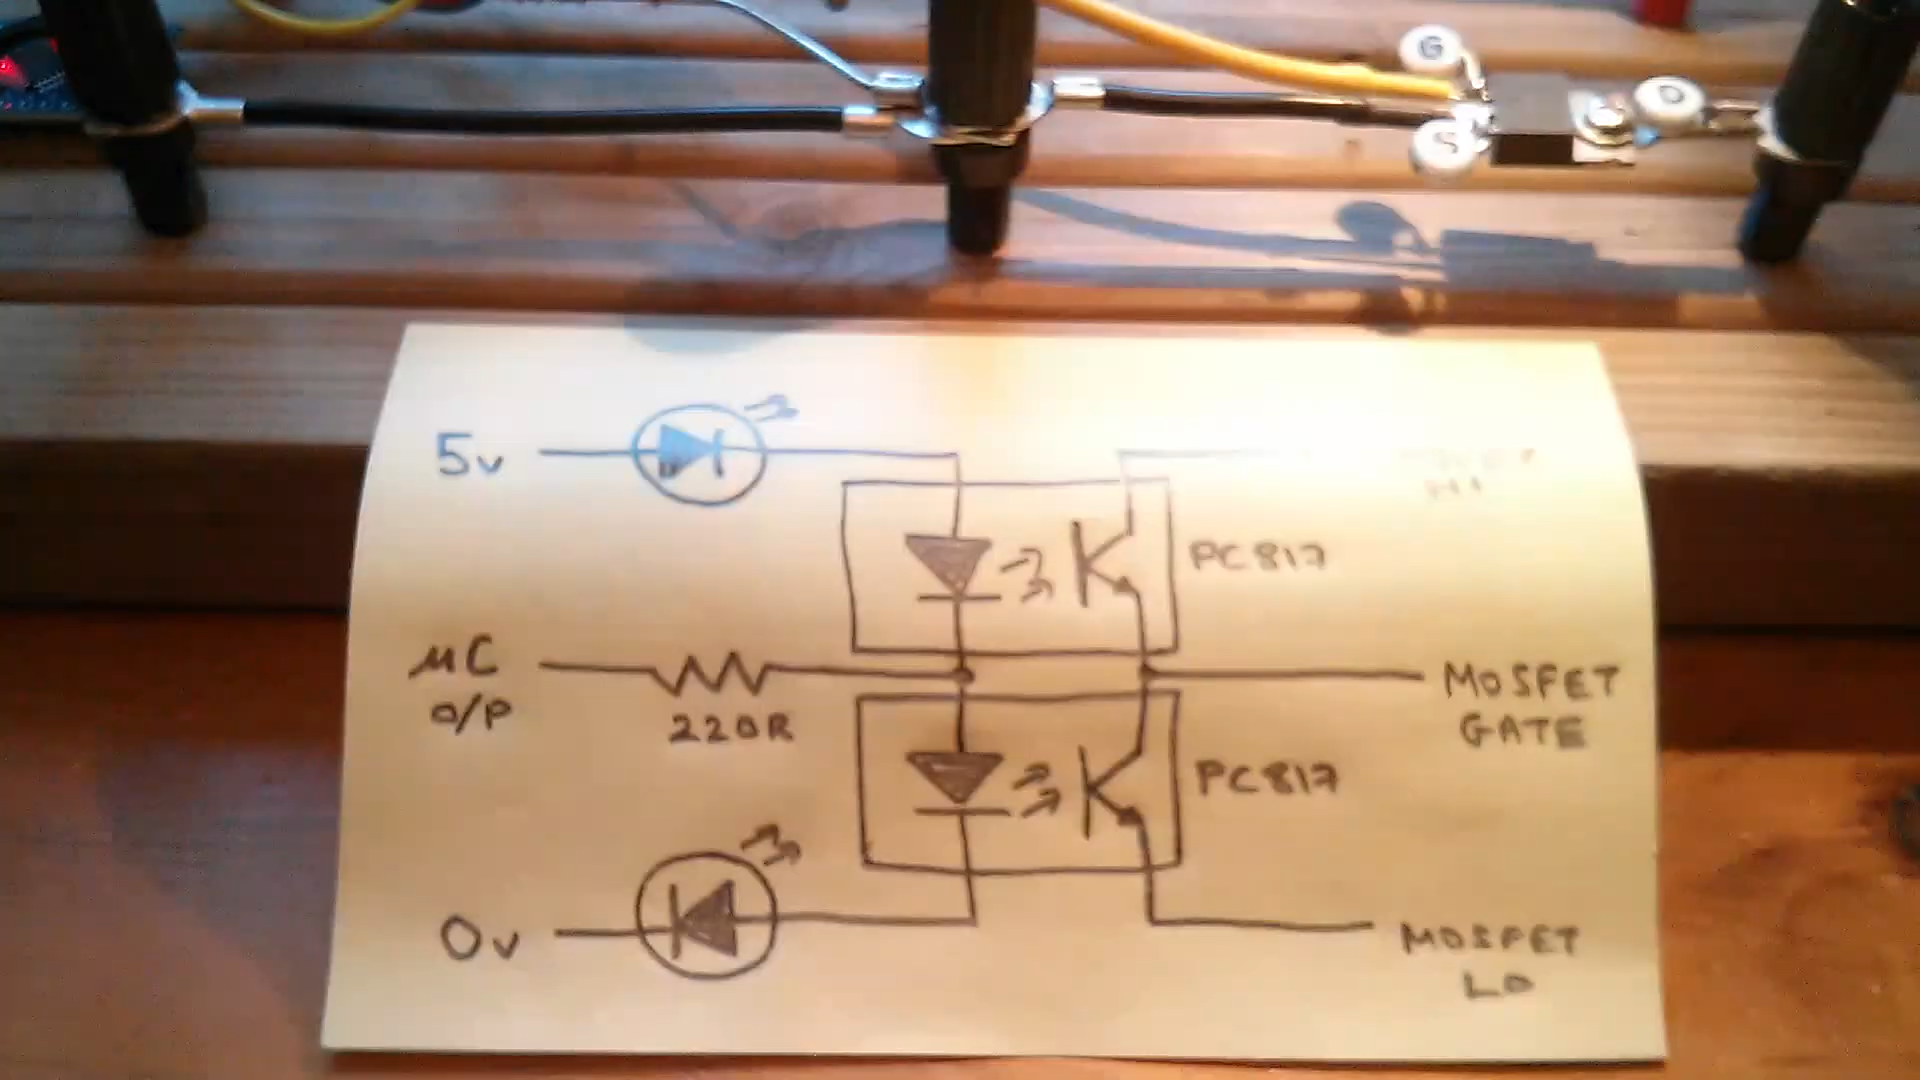 G
D
S
5v
PC817
μC
O/P
220R
MOSFET
GATE
PC817
0v
MOSFET
LO